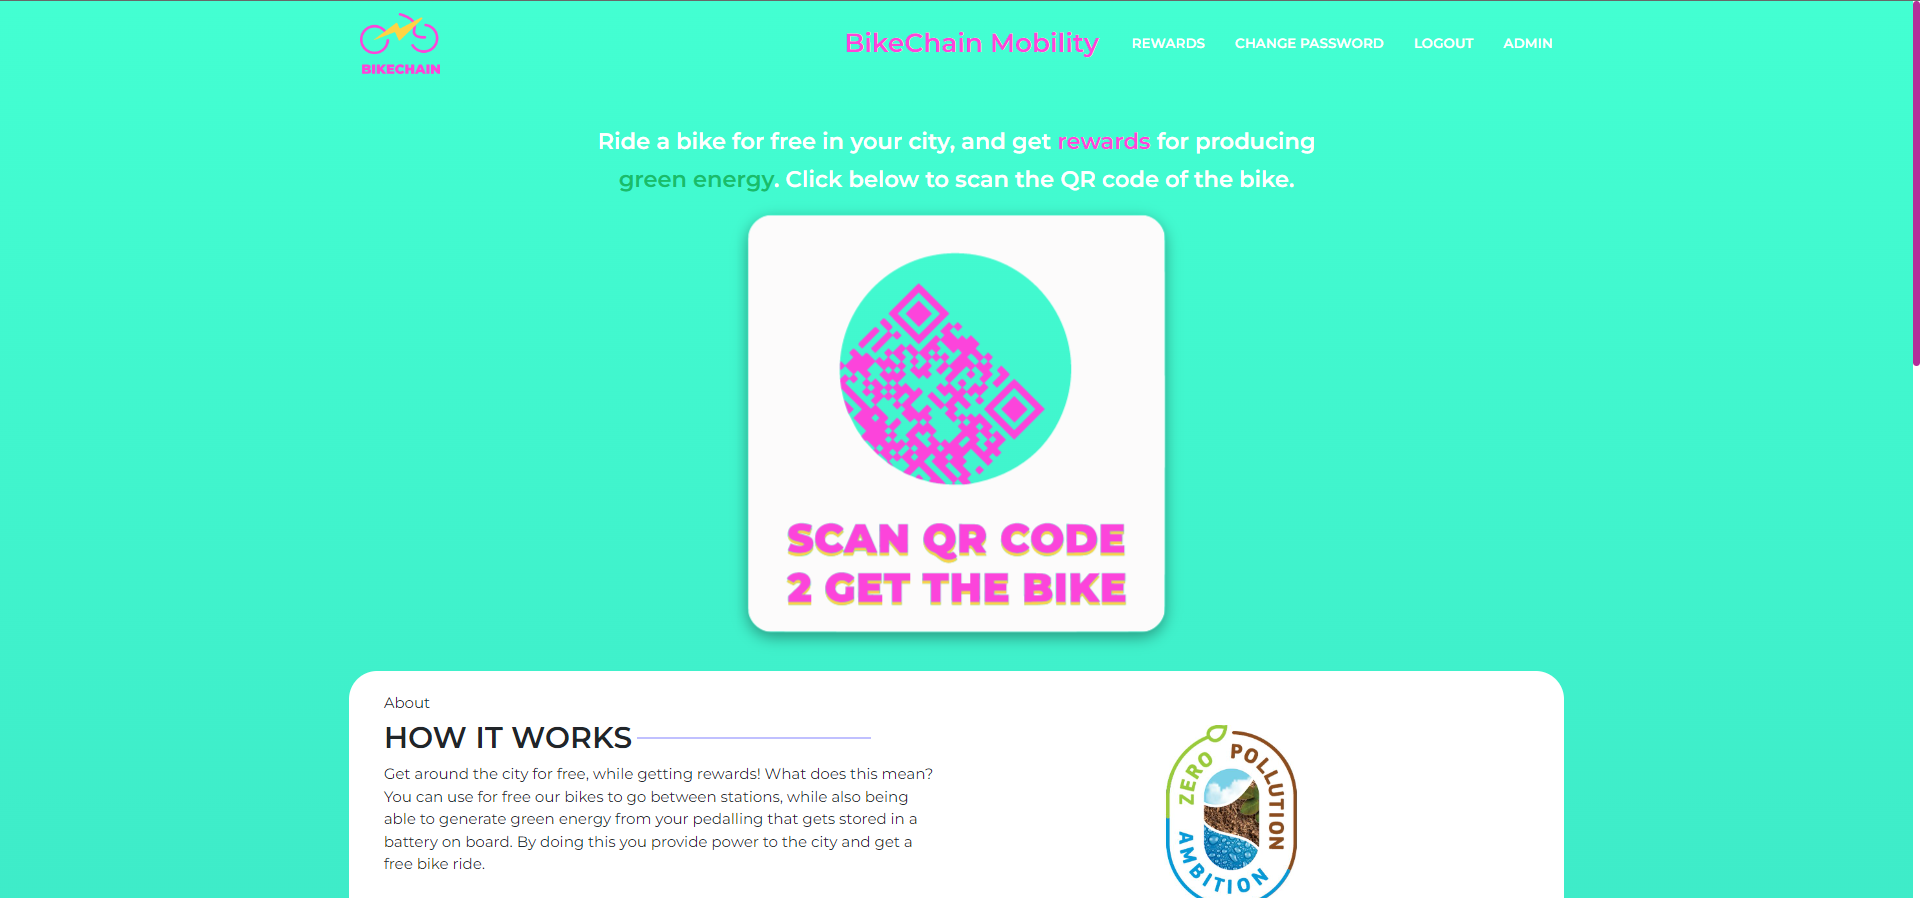 BIKECHAIN
BikeChain Mobility
REWARDS
CHANGE PASSWORD
LOGOUT
ADMIN
Ride a bike for free in your city, and get rewards for producing
green energy. Click below to scan the QR code of the bike.
SCAN QR CODE
2 GET THE BIKE
About
HOW IT WORKS
Get around the city for free, while getting rewards! What does this mean?
You can use for free our bikes to go between stations, while also being
able to generate green energy from your pedalling that gets stored in a
battery on board. By doing this you provide power to the city and get a
free bike ride.
ZERO POLLUTION
AMBITION